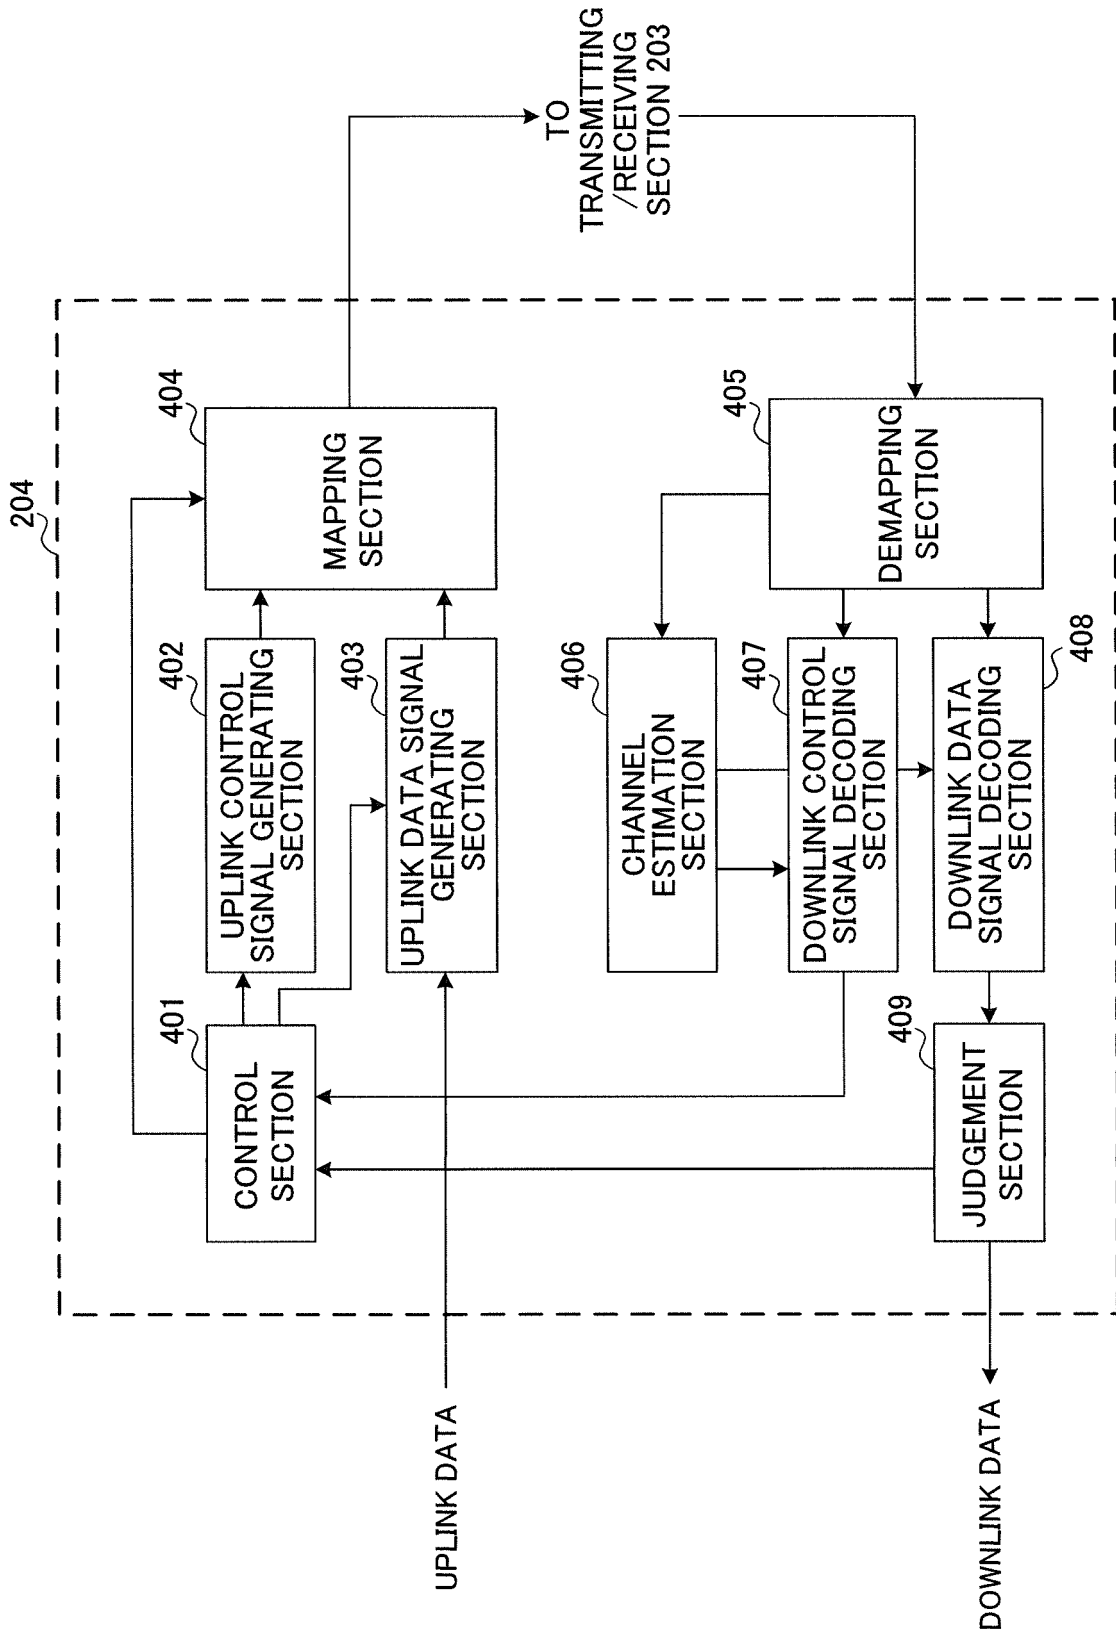 204
401
CONTROL
SECTION
402
UPLINK CONTROL
SIGNAL GENERATING
SECTION
404
MAPPING
SECTION
403
UPLINK DATA SIGNAL
GENERATING
SECTION
UPLINK DATA
TO
TRANSMITTING
/RECEIVING
SECTION 203
406
CHANNEL
ESTIMATION
SECTION
405
DEMAPPING
SECTION
407
DOWNLINK CONTROL
SIGNAL DECODING
SECTION
409
JUDGEMENT
SECTION
408
DOWNLINK DATA
SIGNAL DECODING
SECTION
DOWNLINK DATA